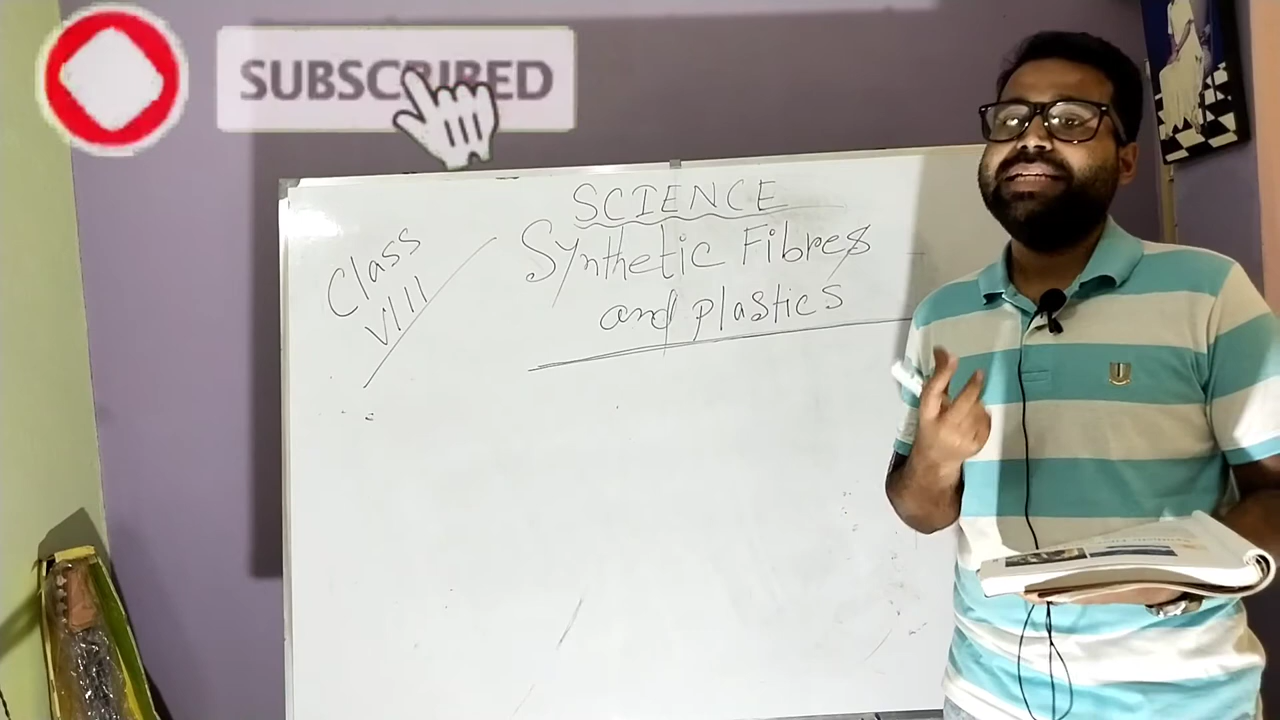 SUBSCRIBED
SCIENCE
Class
VIII
Synthetic Fibres
and plastics